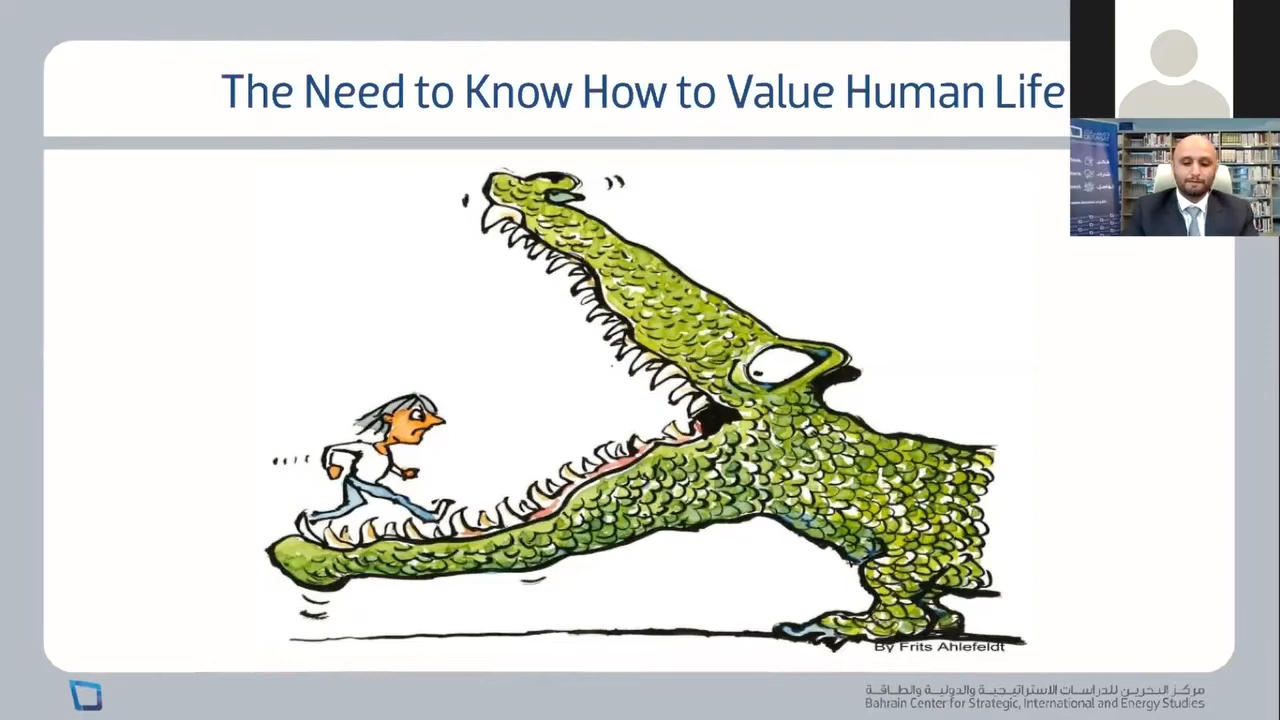 The Need to Know How to Value Human Life
By Frits Ahlefeldt
مركز البحرين للدراسات الاستراتيجية والدولية والطاقة
Bahrain Center for Strategic, International and Energy Studies